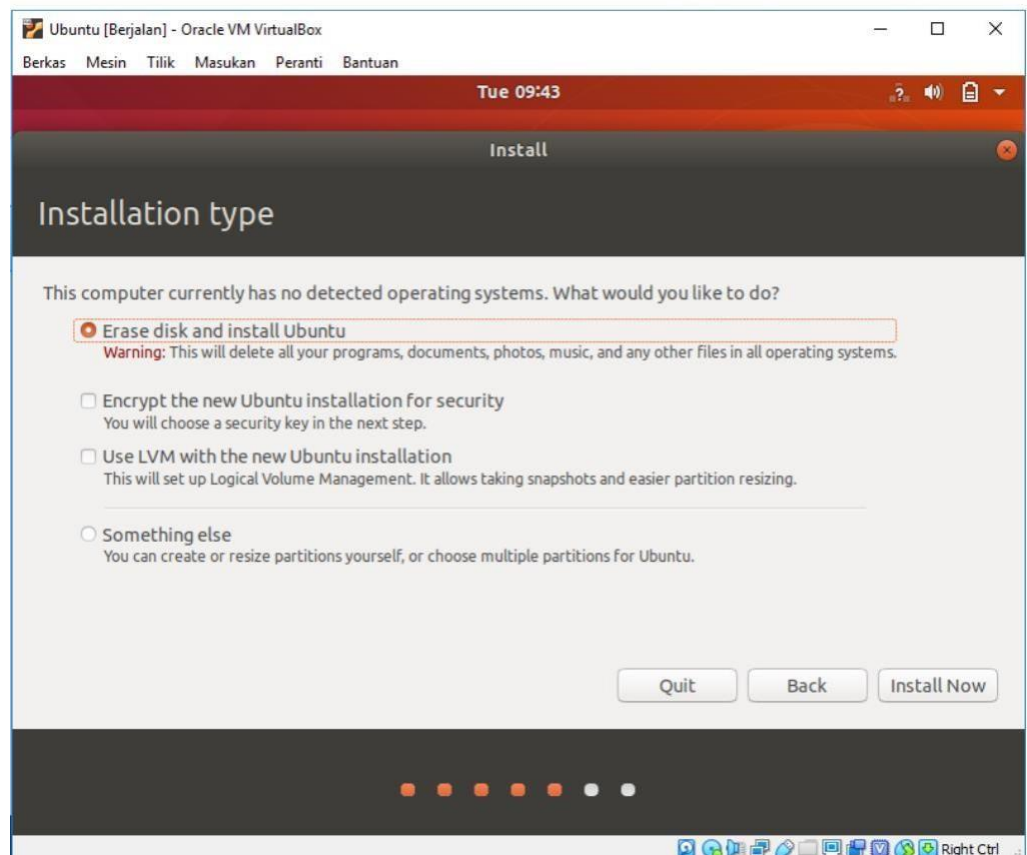 Ubuntu [Berjalan] - Oracle VM VirtualBox
Berkas Mesin Tilik Masukan Peranti Bantuan
Tue 09:43
Install
Installation type
This computer currently has no detected operating systems. What would you like to do?
Erase disk and install Ubuntu
Warning: This will delete all your programs, documents, photos, music, and any other files in all operating systems.
Encrypt the new Ubuntu installation for security
You will choose a security key in the next step.
Use LVM with the new Ubuntu installation
This will set up Logical Volume Management. It allows taking snapshots and easier partition resizing.
Something else
You can create or resize partitions yourself, or choose multiple partitions for Ubuntu.
Quit Back Install Now
Right Ctrl